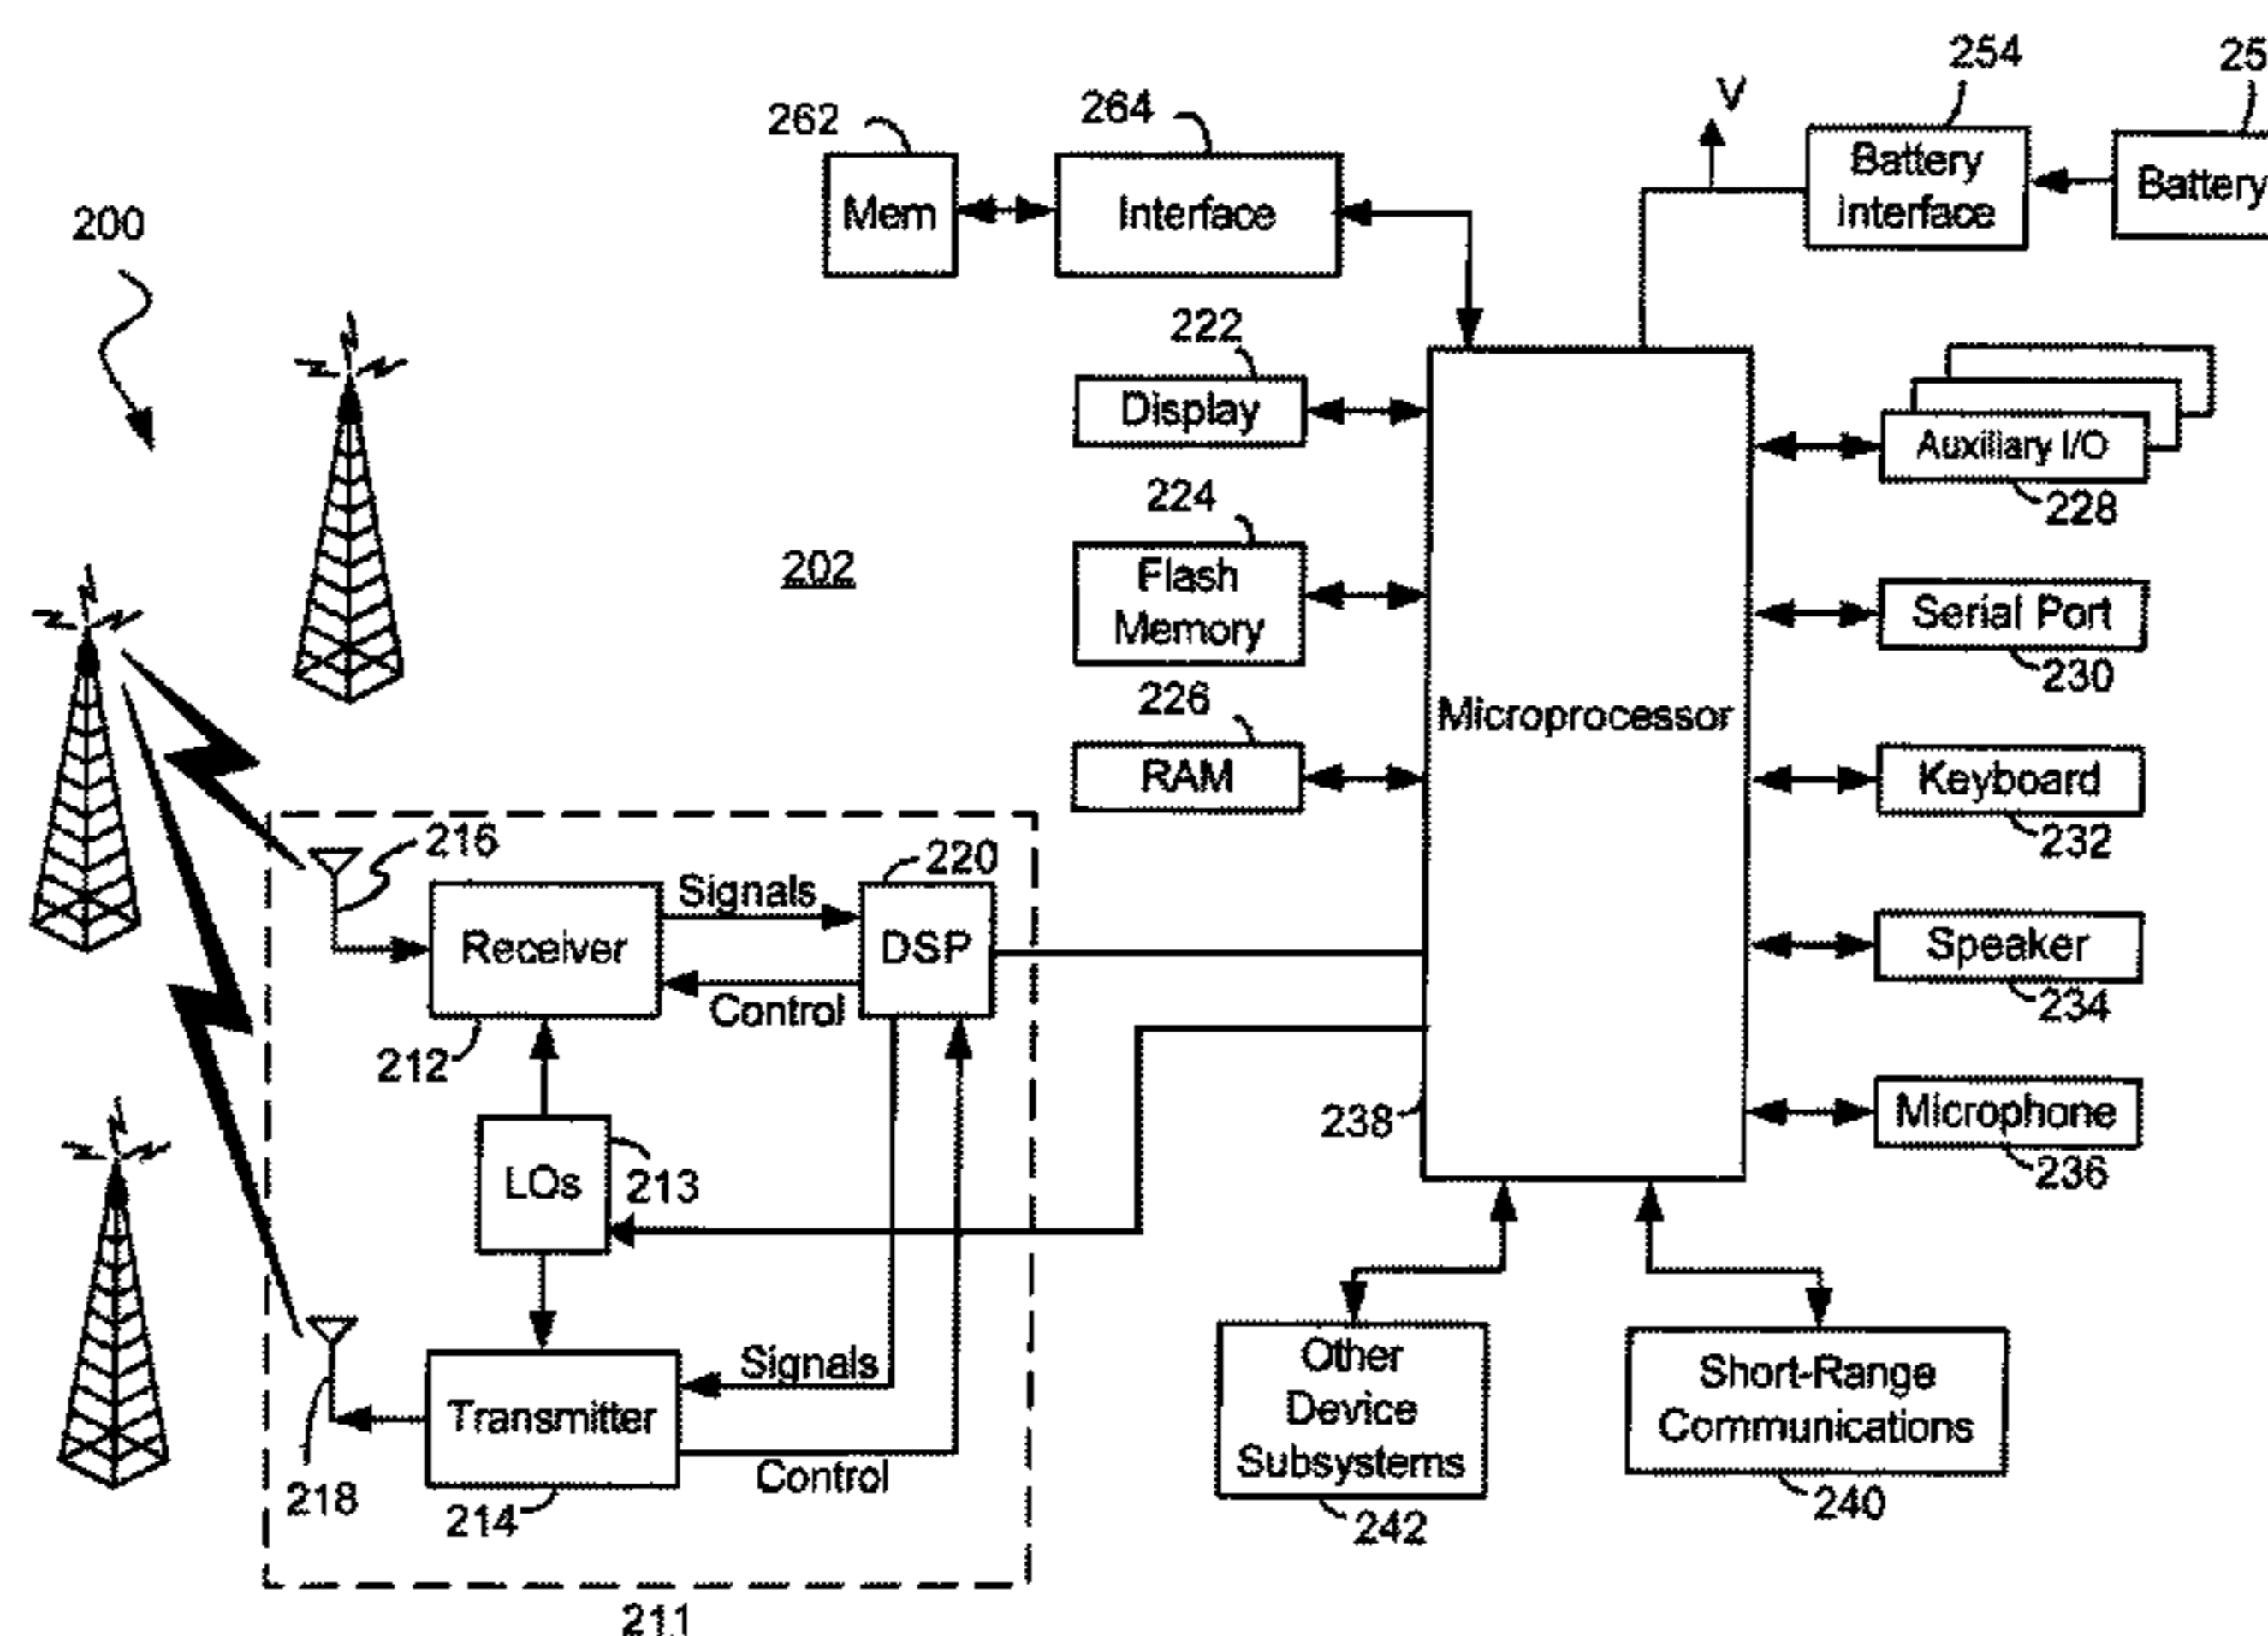 254
25
V
262
264
Battery
Interface
Battery
Mem
Interface
200
222
Display
Auxiliary I/O
228
224
Flash
Memory
202
Serial Port
230
226
Microprocessor
RAM
Keyboard
232
216
220
Signals
Receiver
DSP
Speaker
234
Control
212
238
Microphone
236
LOs
213
Signals
Other
Device
Subsystems
Short-Range
Communications
Transmitter
Control
218
214
242
240
211